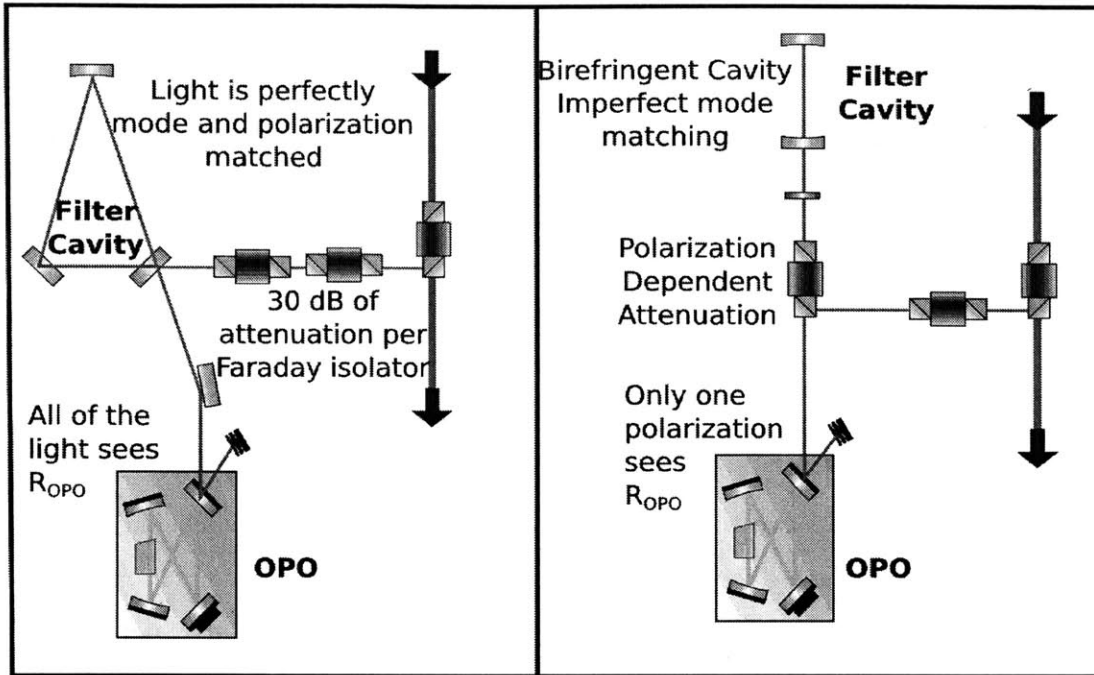 Light is perfectly
mode and polarization
matched
Filter
Cavity
30 dB of
attenuation per
Faraday isolator
All of the
light sees
R_OPO
OPO
Birefringent Cavity
Imperfect mode
matching
Filter
Cavity
Polarization
Dependent
Attenuation
Only one
polarization
sees
R_OPO
OPO